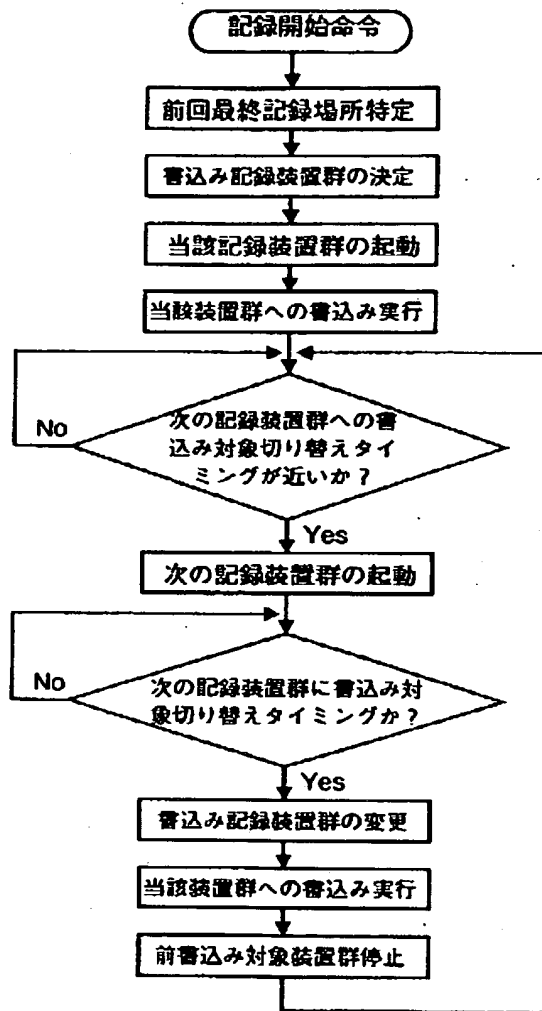 記録開始命令
前回最終記録場所特定
書込み記録装置群の決定
当該記録装置群の起動
当該装置群への書込み実行
No
次の記録装置群への書
込み対象切り替えタイ
ミングが近いか？
Yes
次の記録装置群の起動
No
次の記録装置群に書込み対
象切り替えタイミングか？
Yes
書込み記録装置群の変更
当該装置群への書込み実行
前書込み対象装置群停止